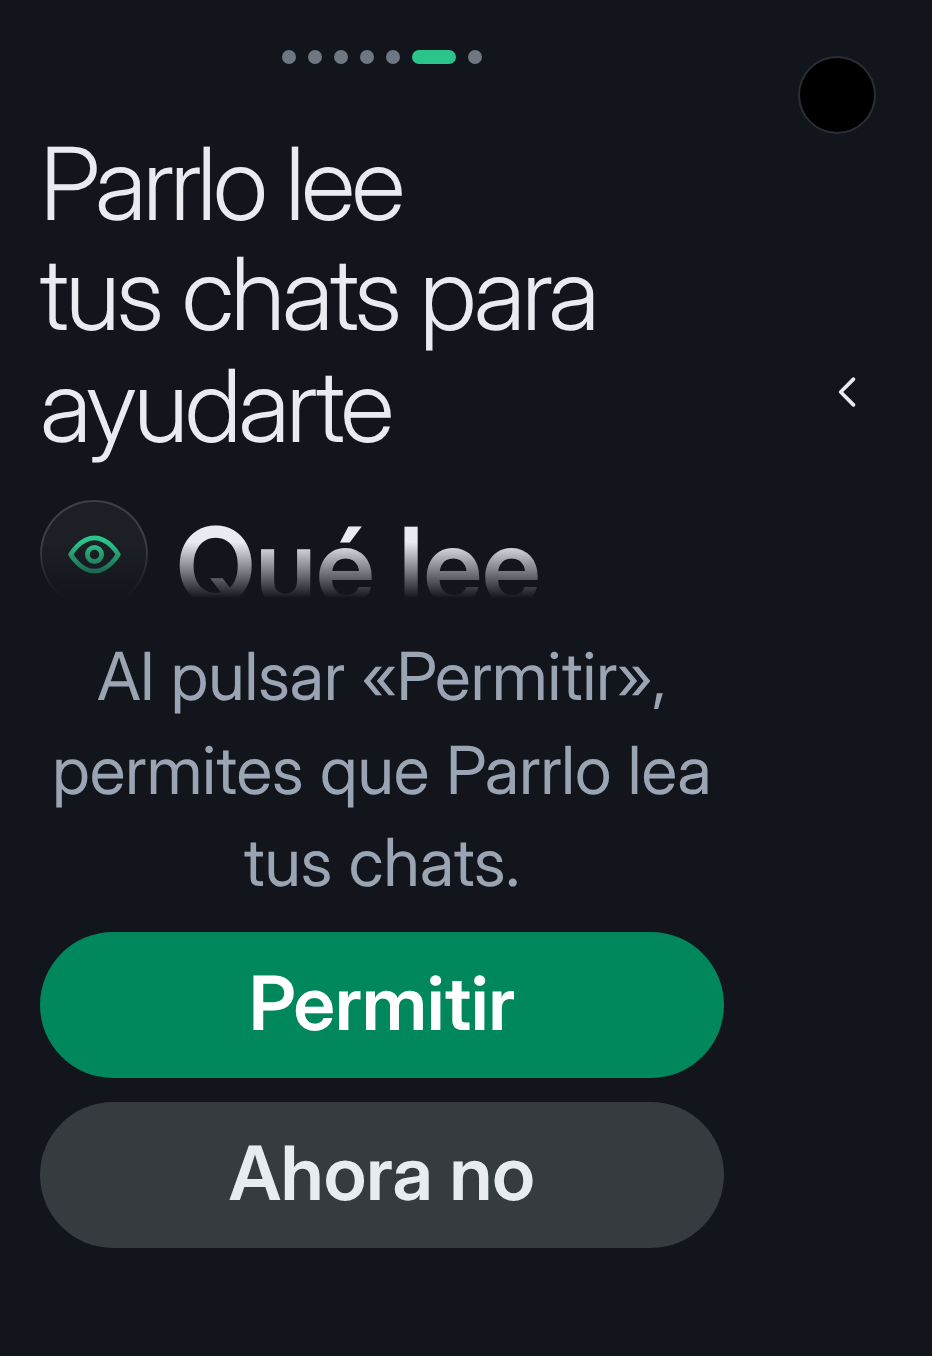 Parrlo lee
tus chats para
ayudarte
Qué lee
Al pulsar «Permitir»,
permites que Parrlo lea
tus chats.
Permitir
Ahora no